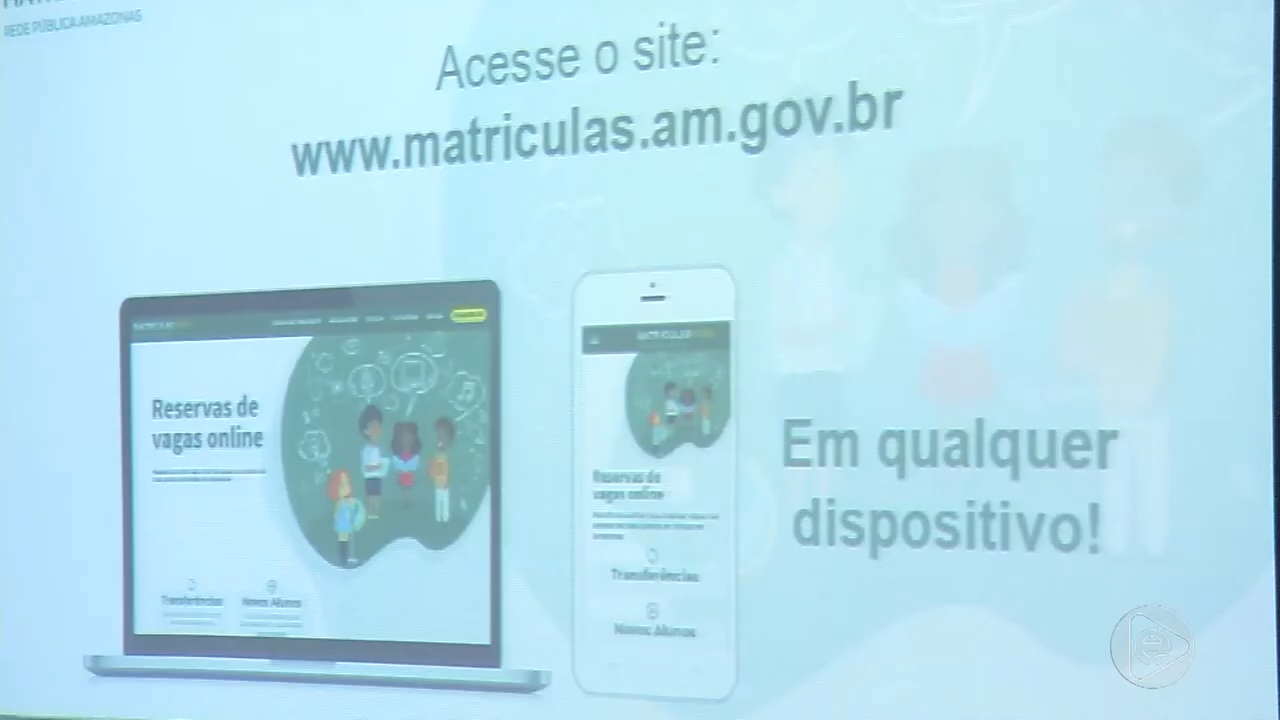 REDE PÚBLICA AMAZONAS
Acesse o site:
www.matriculas.am.gov.br
Reservas de
vagas online
Transferências
Novos Alunos
Reservas de
vagas online
Transferências
Novos Alunos
Em qualquer
dispositivo!